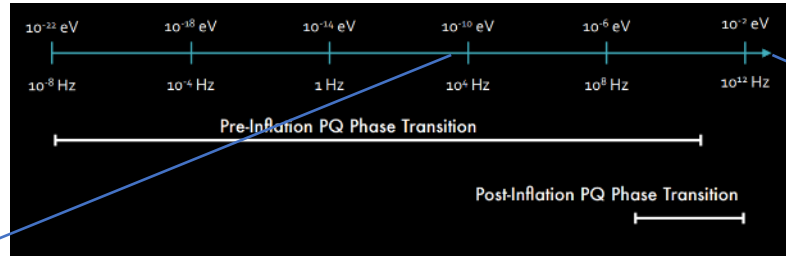 10⁻²² eV 10⁻¹⁸ eV 10⁻¹⁴ eV 10⁻¹⁰ eV 10⁻⁶ eV 10⁻² eV
10⁻⁸ Hz 10⁻⁴ Hz 1 Hz 10⁴ Hz 10⁸ Hz 10¹² Hz
Pre-Inflation PQ Phase Transition
Post-Inflation PQ Phase Transition